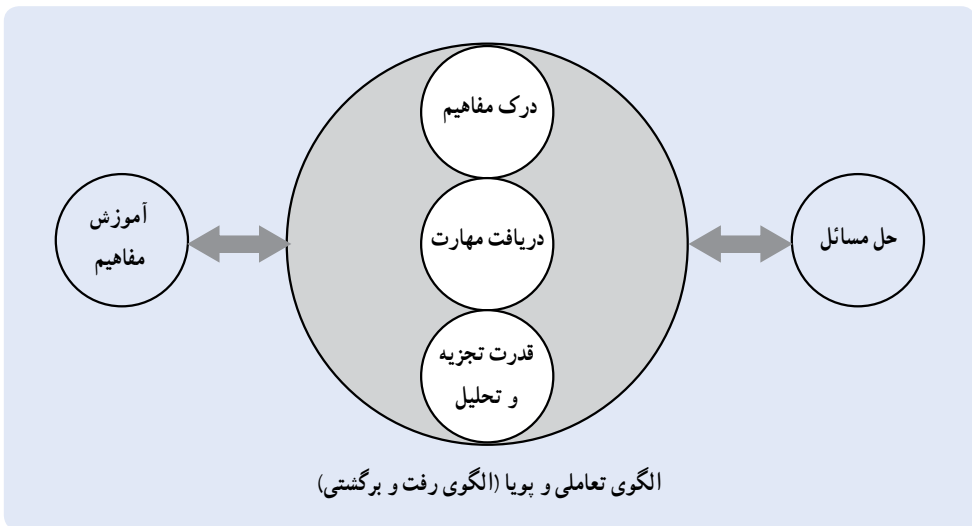 درک مفاهیم
آموزش
مفاهیم
دریافت مهارت
حل مسائل
قدرت تجزیه
و تحلیل
الگوی تعاملی و پویا (الگوی رفت و برگشتی)